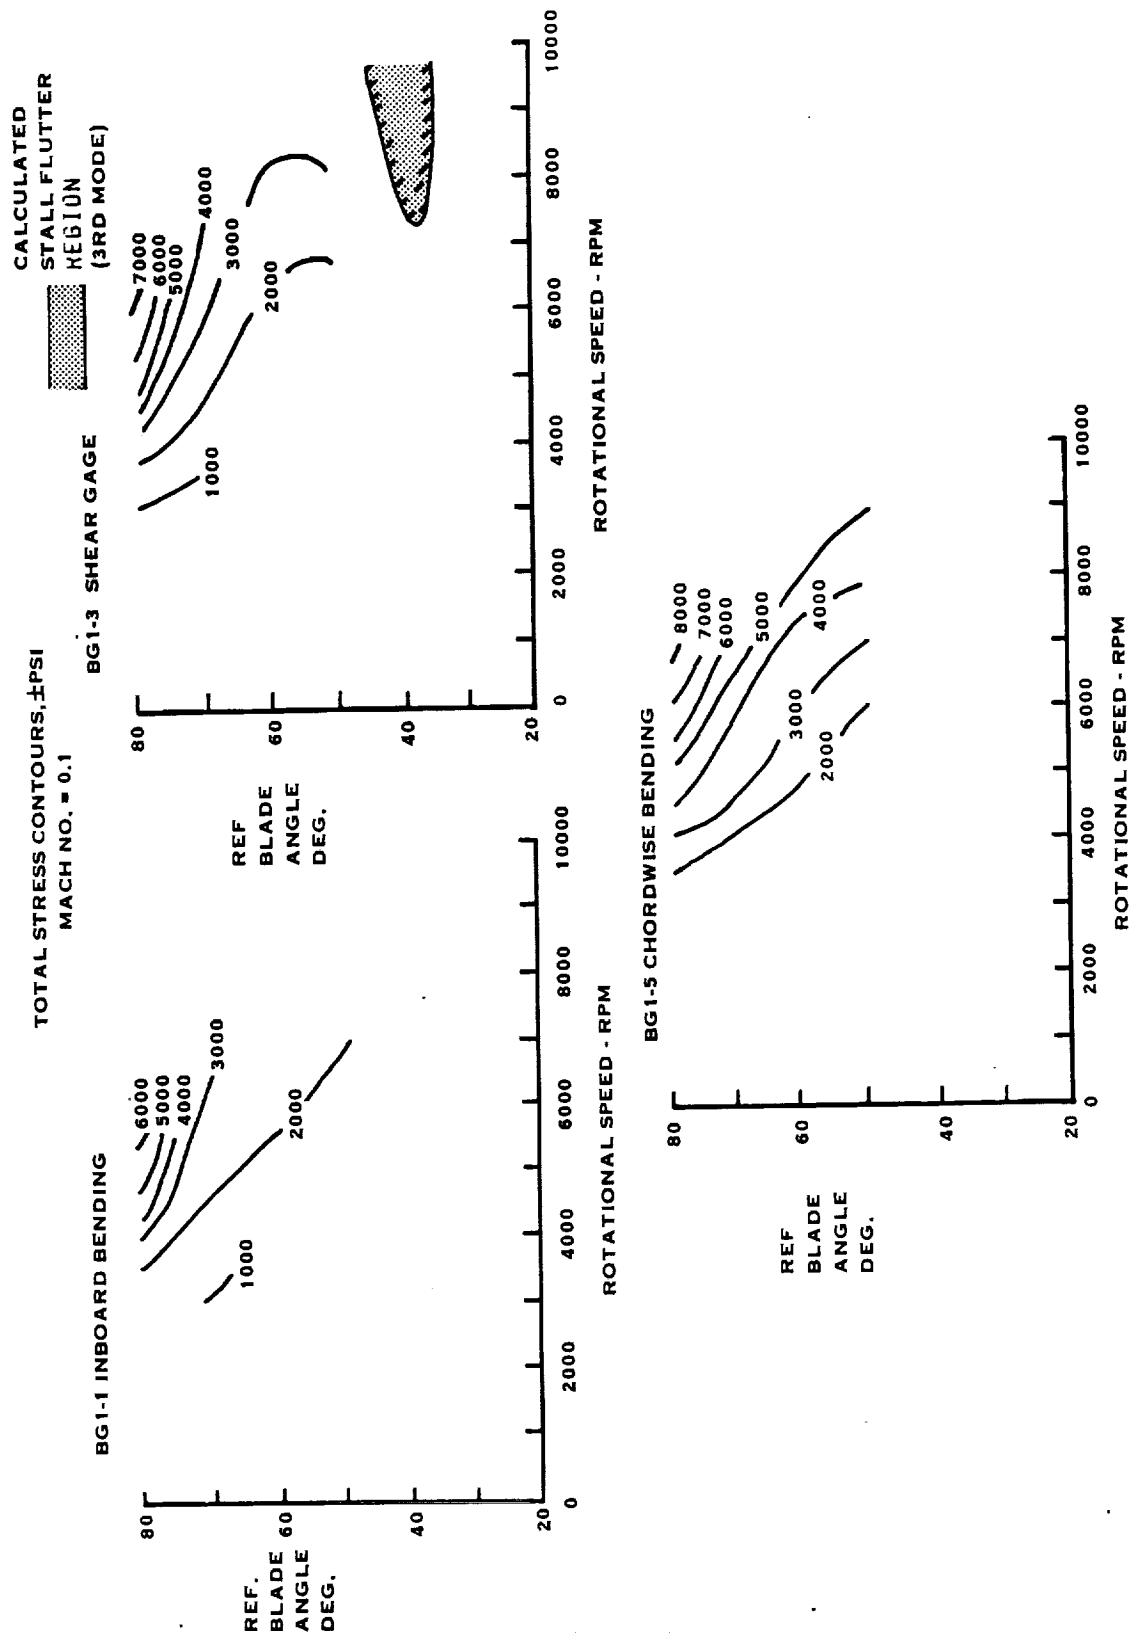 TOTAL STRESS CONTOURS, ±PSI
MACH NO. = 0.1
CALCULATED
STALL FLUTTER
REGION
(3RD MODE)
BG1-1 INBOARD BENDING
REF.
BLADE
ANGLE
DEG.
80
60
40
20
6000
5000
4000
3000
2000
1000
0
2000
4000
6000
8000
10000
ROTATIONAL SPEED - RPM
BG1-3 SHEAR GAGE
REF
BLADE
ANGLE
DEG.
80
60
40
20
7000
6000
5000
4000
3000
2000
1000
0
2000
4000
6000
8000
10000
ROTATIONAL SPEED - RPM
BG1-5 CHORDWISE BENDING
REF
BLADE
ANGLE
DEG.
80
60
40
20
8000
7000
6000
5000
4000
3000
2000
0
2000
4000
6000
8000
10000
ROTATIONAL SPEED - RPM